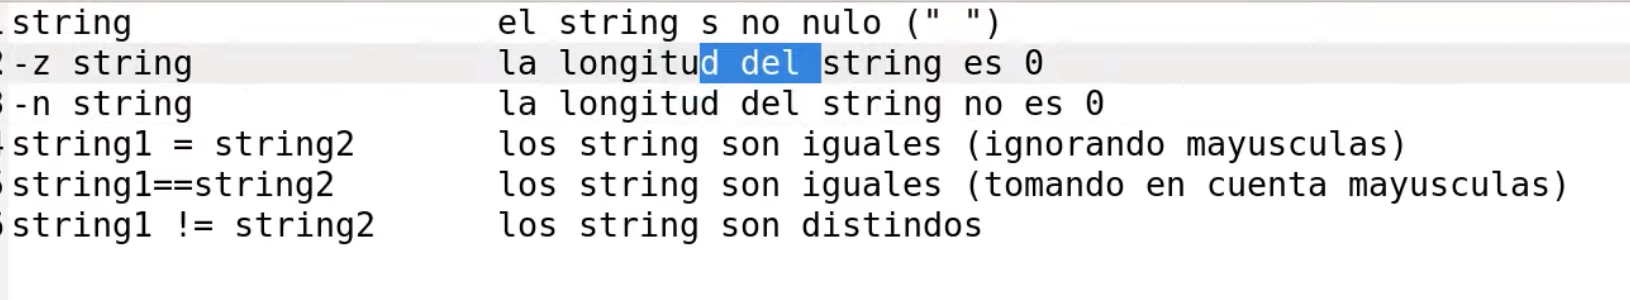 string el string s no nulo (" ")
-z string la longitud del string es 0
-n string la longitud del string no es 0
string1 = string2 los string son iguales (ignorando mayusculas)
string1==string2 los string son iguales (tomando en cuenta mayusculas)
string1 != string2 los string son distindos